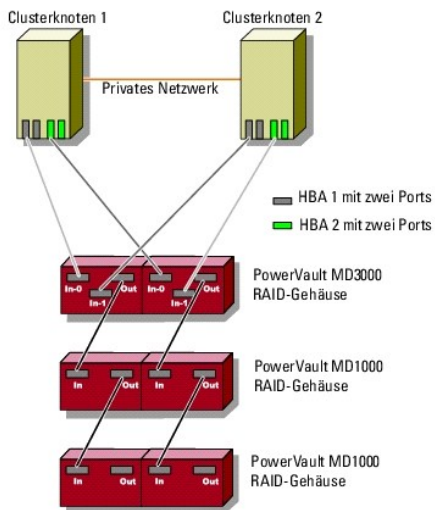 Clusterknoten 1
Clusterknoten 2
Privates Netzwerk
HBA 1 mit zwei Ports
HBA 2 mit zwei Ports
In-0
Out
In-0
Out
In-1
In-1
PowerVault MD3000
RAID-Gehäuse
In
Out
In
Out
PowerVault MD1000
RAID-Gehäuse
In
Out
In
Out
PowerVault MD1000
RAID-Gehäuse